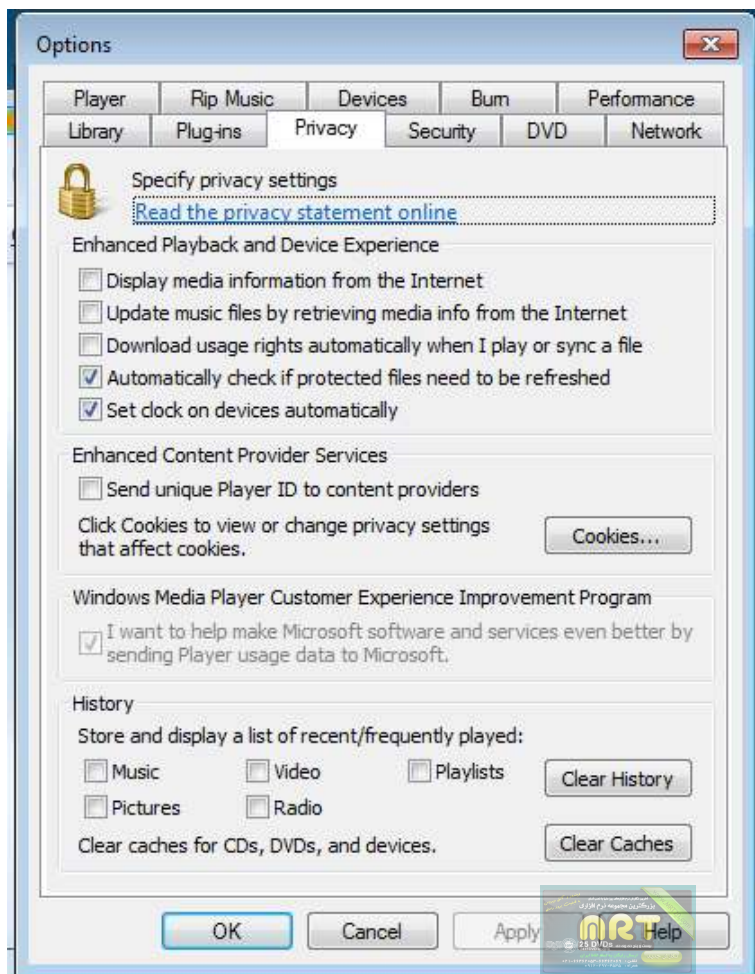 Options
Player Rip Music Devices Burn Performance
Library Plug-ins Privacy Security DVD Network
Specify privacy settings
Read the privacy statement online
Enhanced Playback and Device Experience
Display media information from the Internet
Update music files by retrieving media info from the Internet
Download usage rights automatically when I play or sync a file
Automatically check if protected files need to be refreshed
Set clock on devices automatically
Enhanced Content Provider Services
Send unique Player ID to content providers
Click Cookies to view or change privacy settings
that affect cookies.
Cookies...
Windows Media Player Customer Experience Improvement Program
I want to help make Microsoft software and services even better by
sending Player usage data to Microsoft.
History
Store and display a list of recent/frequently played:
Music Video Playlists Clear History
Pictures Radio
Clear caches for CDs, DVDs, and devices. Clear Caches
OK Cancel Apply Help
NRT
25 DVDs